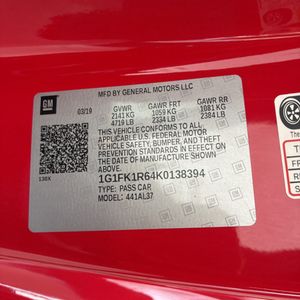 MFD BY GENERAL MOTORS LLC
GM
03/19 GVWR GAWR FRT GAWR RR
2141 KG 1059 KG 1081 KG
4719 LB 2334 LB 2384 LB
THIS VEHICLE CONFORMS TO ALL
APPLICABLE U.S. FEDERAL MOTOR
VEHICLE SAFETY, BUMPER, AND THEFT
PREVENTION STANDARDS IN EFFECT ON
THE DATE OF MANUFACTURE SHOWN ABOVE.
1G1FK1R64K0138394
TYPE: PASS CAR
MODEL: 441AL37